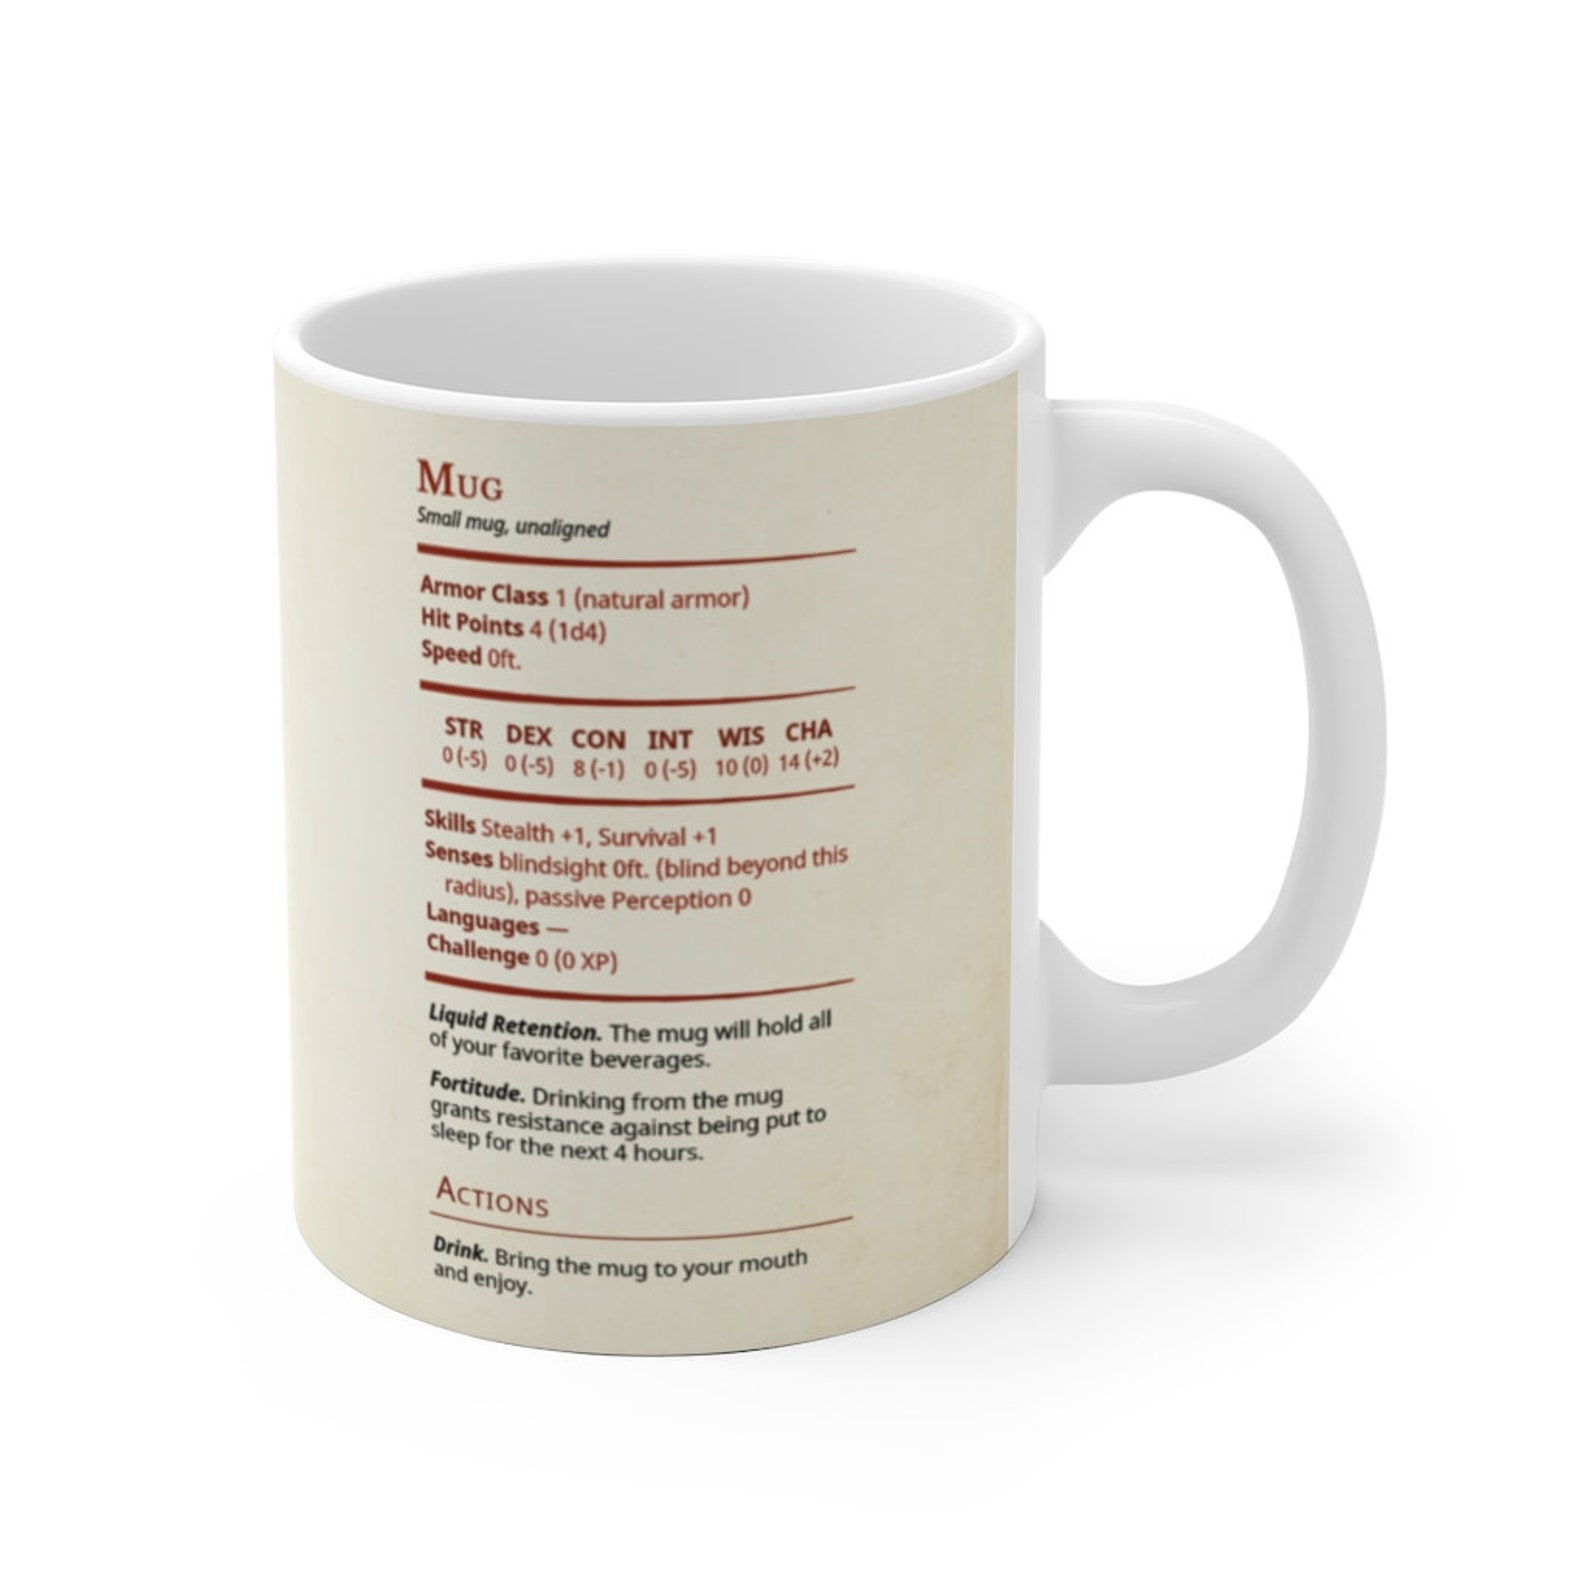 Mug
Small mug, unaligned
Armor Class 1 (natural armor)
Hit Points 4 (1d4)
Speed 0ft.
STR DEX CON INT WIS CHA
0 (-5) 0 (-5) 8 (-1) 0 (-5) 10 (0) 14 (+2)
Skills Stealth +1, Survival +1
Senses blindsight 0ft. (blind beyond this
radius), passive Perception 0
Languages —
Challenge 0 (0 XP)
Liquid Retention. The mug will hold all
of your favorite beverages.
Fortitude. Drinking from the mug
grants resistance against being put to
sleep for the next 4 hours.
Actions
Drink. Bring the mug to your mouth
and enjoy.